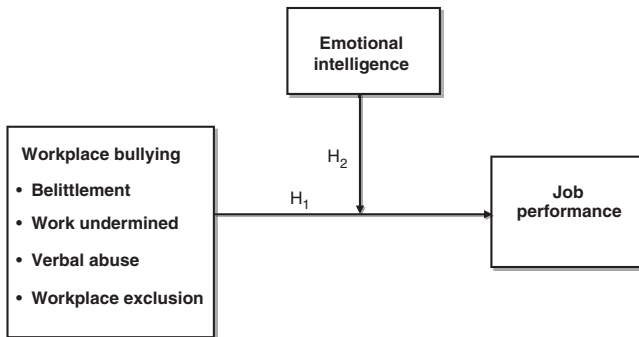 Emotional
intelligence
H2
Workplace bullying
• Belittlement
• Work undermined
• Verbal abuse
• Workplace exclusion
H1
Job
performance